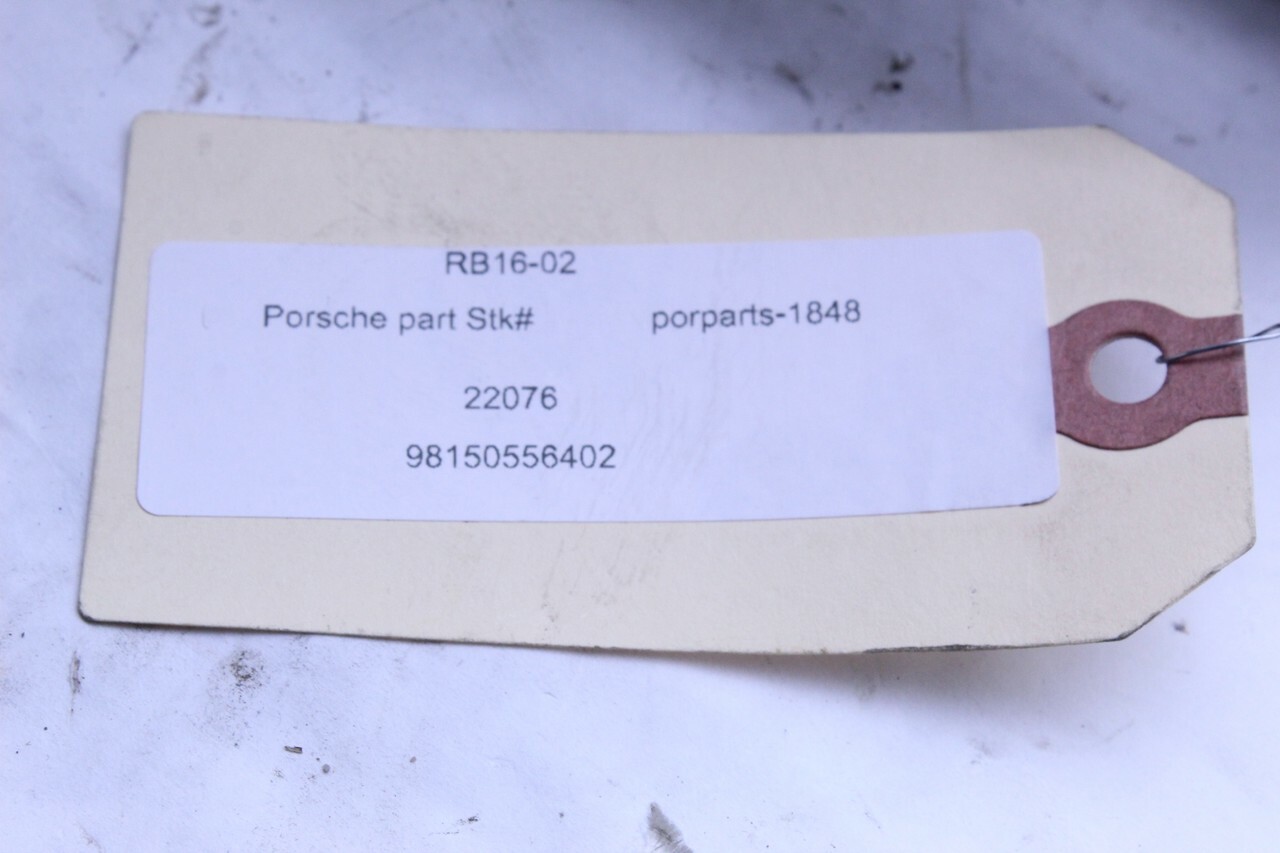 RB16-02
Porsche part Stk# porparts-1848
22076
98150556402